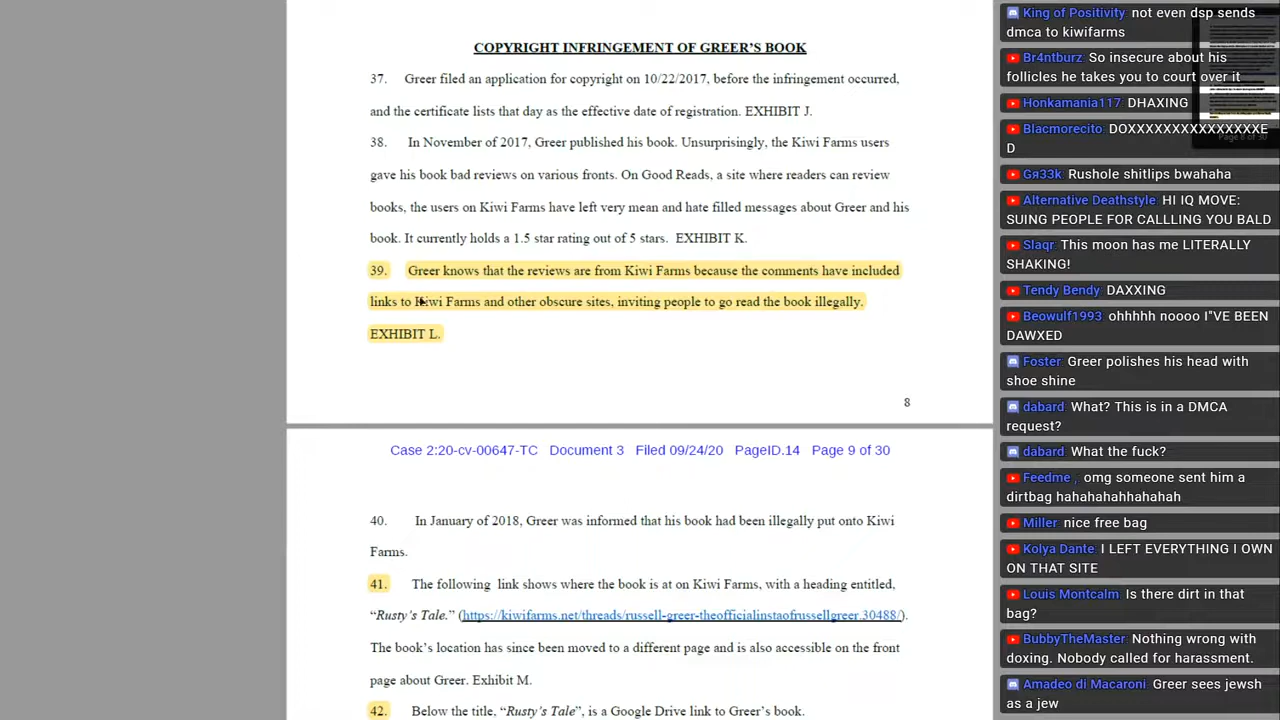 COPYRIGHT INFRINGEMENT OF GREER'S BOOK
37. Greer filed an application for copyright on 10/22/2017, before the infringement occurred,
and the certificate lists that day as the effective date of registration. EXHIBIT J.
38. In November of 2017, Greer published his book. Unsurprisingly, the Kiwi Farms users
gave his book bad reviews on various fronts. On Good Reads, a site where readers can review
books, the users on Kiwi Farms have left very mean and hate filled messages about Greer and his
book. It currently holds a 1.5 star rating out of 5 stars. EXHIBIT K.
39. Greer knows that the reviews are from Kiwi Farms because the comments have included
links to Kiwi Farms and other obscure sites, inviting people to go read the book illegally.
EXHIBIT L.
8
Case 2:20-cv-00647-TC Document 3 Filed 09/24/20 PageID.14 Page 9 of 30
40. In January of 2018, Greer was informed that his book had been illegally put onto Kiwi
Farms.
41. The following link shows where the book is at on Kiwi Farms, with a heading entitled,
“Rusty's Tale.” (https://kiwifarms.net/threads/russell-greer-theofficialinstaofrussellgreer.30488/).
The book's location has since been moved to a different page and is also accessible on the front
page about Greer. Exhibit M.
42. Below the title, “Rusty's Tale”, is a Google Drive link to Greer's book.
King of Positivity not even dsp sends
dmca to kiwifarms
Br4ntburz So insecure about his
follicles he takes you to court over it
Honkamania117 DHAXING
Blacmorecito DOXXXXXXXXXXXXXXXE
D
Gя33k Rushole shitlips bwahaha
Alternative Deathstyle HI IQ MOVE:
SUING PEOPLE FOR CALLLING YOU BALD
Slaqr This moon has me LITERALLY
SHAKING!
Tendy Bendy DAXXING
Beowulf1993 ohhhhh noooo I"VE BEEN
DAWXED
Foster Greer polishes his head with
shoe shine
dabard What? This is in a DMCA
request?
dabard What the fuck?
Feedme , omg someone sent him a
dirtbag hahahahahhahahah
Miller nice free bag
Kolya Dante I LEFT EVERYTHING I OWN
ON THAT SITE
Louis Montcalm Is there dirt in that
bag?
BubbyTheMaster Nothing wrong with
doxing. Nobody called for harassment.
Amadeo di Macaroni Greer sees jewsh
as a jew